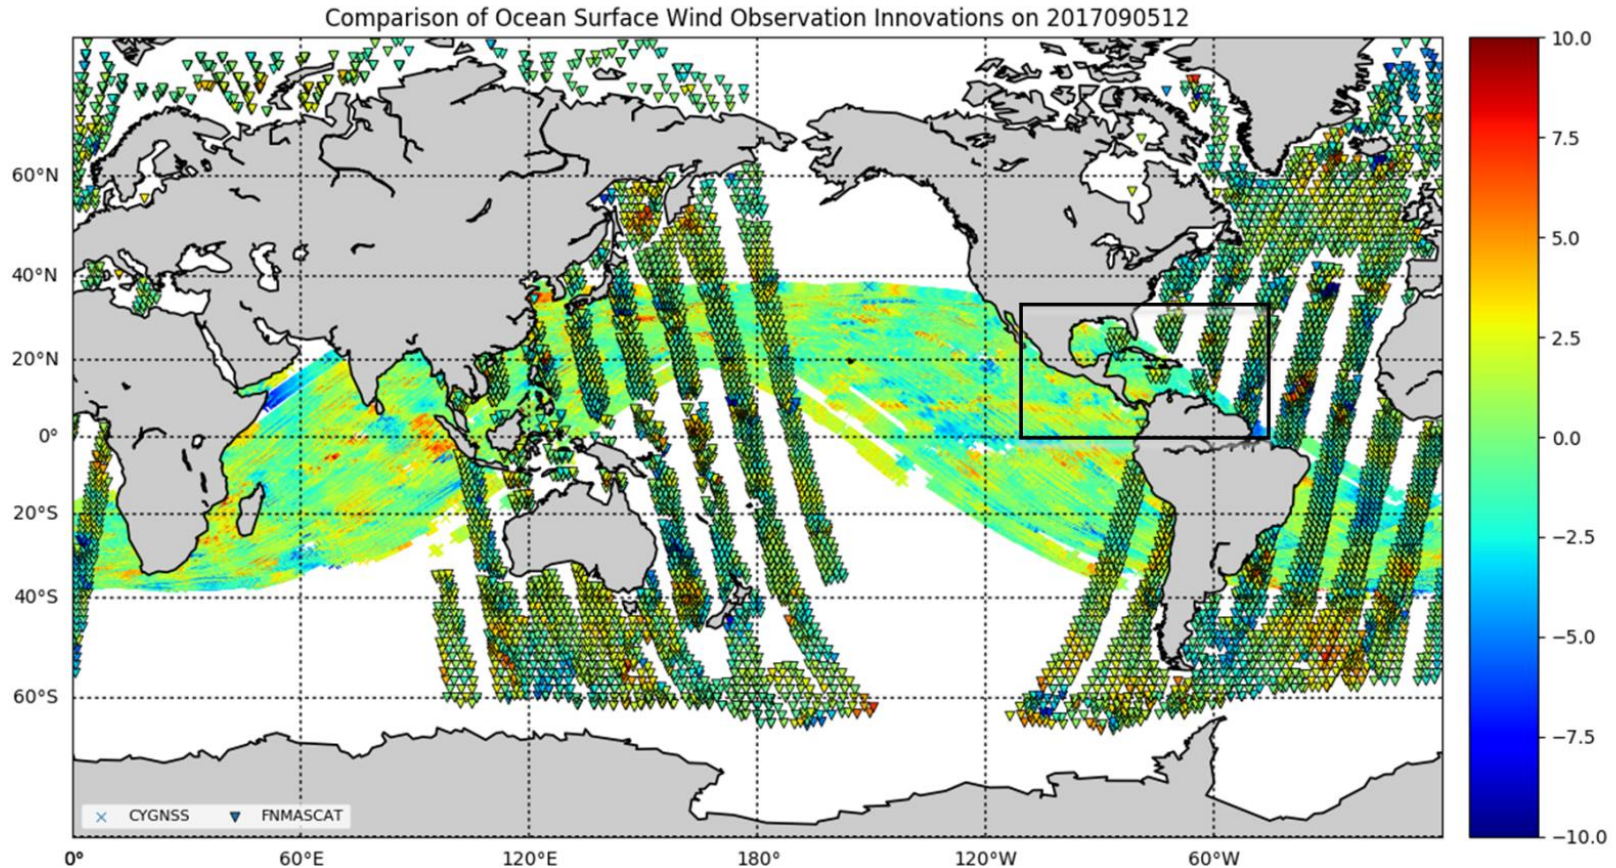 Comparison of Ocean Surface Wind Observation Innovations on 2017090512
60°N
40°N
20°N
0°
20°S
40°S
60°S
0°
60°E
120°E
180°
120°W
60°W
CYGNSS
FNMASCAT
10.0
7.5
5.0
2.5
0.0
−2.5
−5.0
−7.5
−10.0